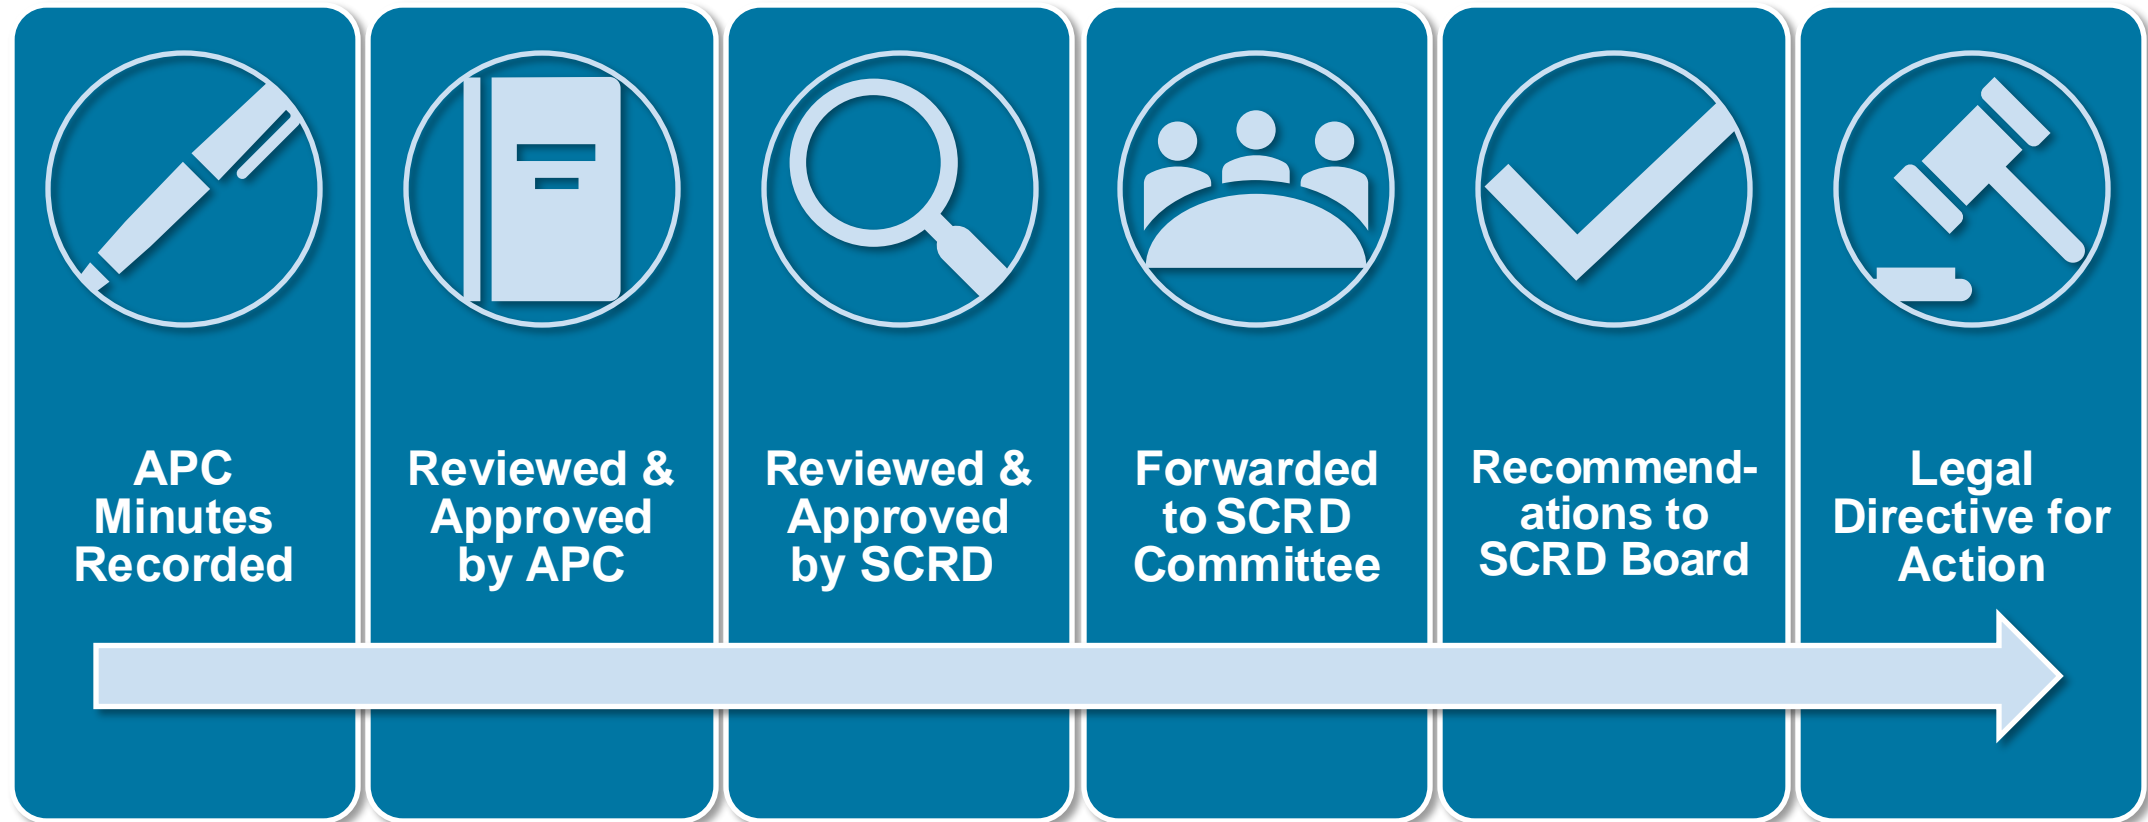 APC
Minutes
Recorded
Reviewed &
Approved
by APC
Reviewed &
Approved
by SCRD
Forwarded
to SCRD
Committee
Recommend-
ations to
SCRD Board
Legal
Directive for
Action